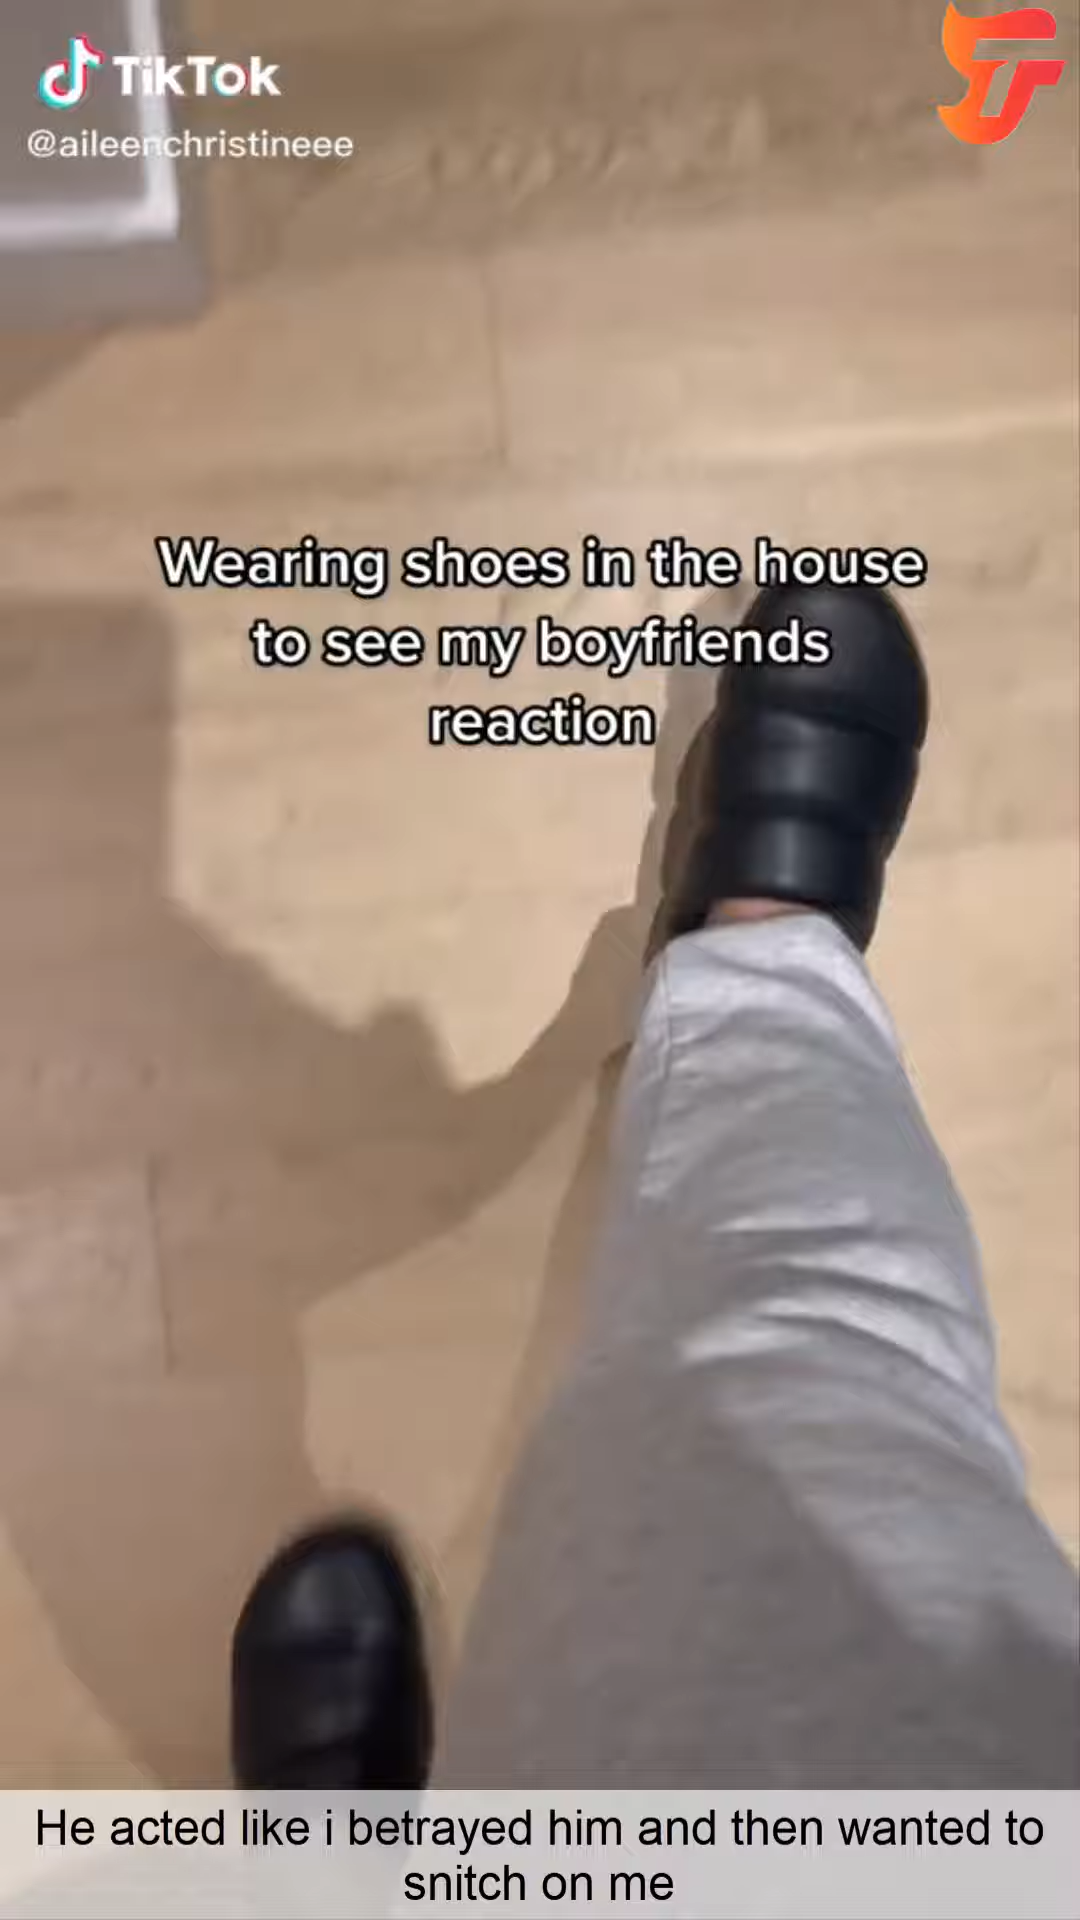 TikTok
@aileenchristineee
Wearing shoes in the house
to see my boyfriends
reaction
He acted like i betrayed him and then wanted to
snitch on me